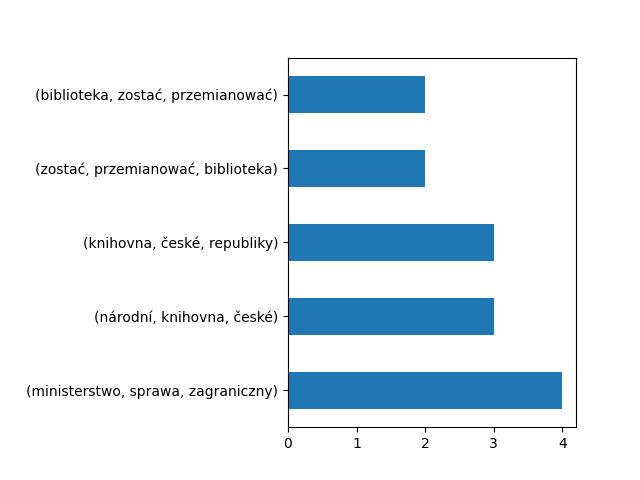 (biblioteka, zostać, przemianować)
(zostać, przemianować, biblioteka)
(knihovna, české, republiky)
(národní, knihovna, české)
(ministerstwo, sprawa, zagraniczny)
0 1 2 3 4